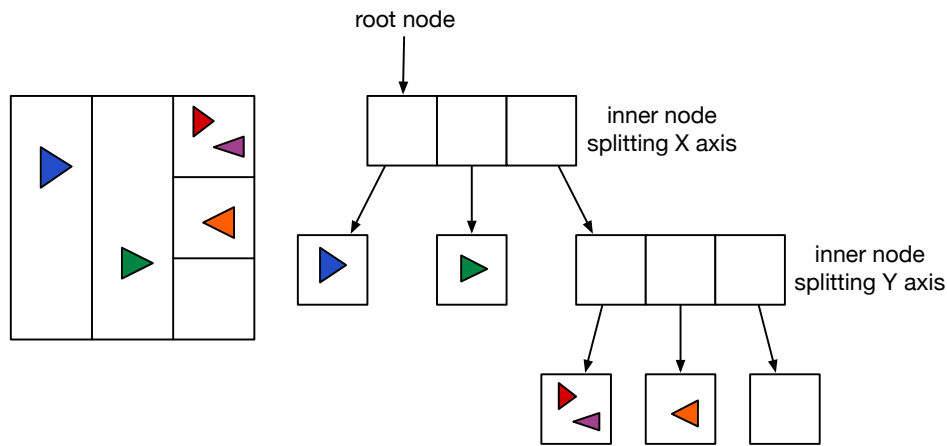 root node
inner node
splitting X axis
inner node
splitting Y axis